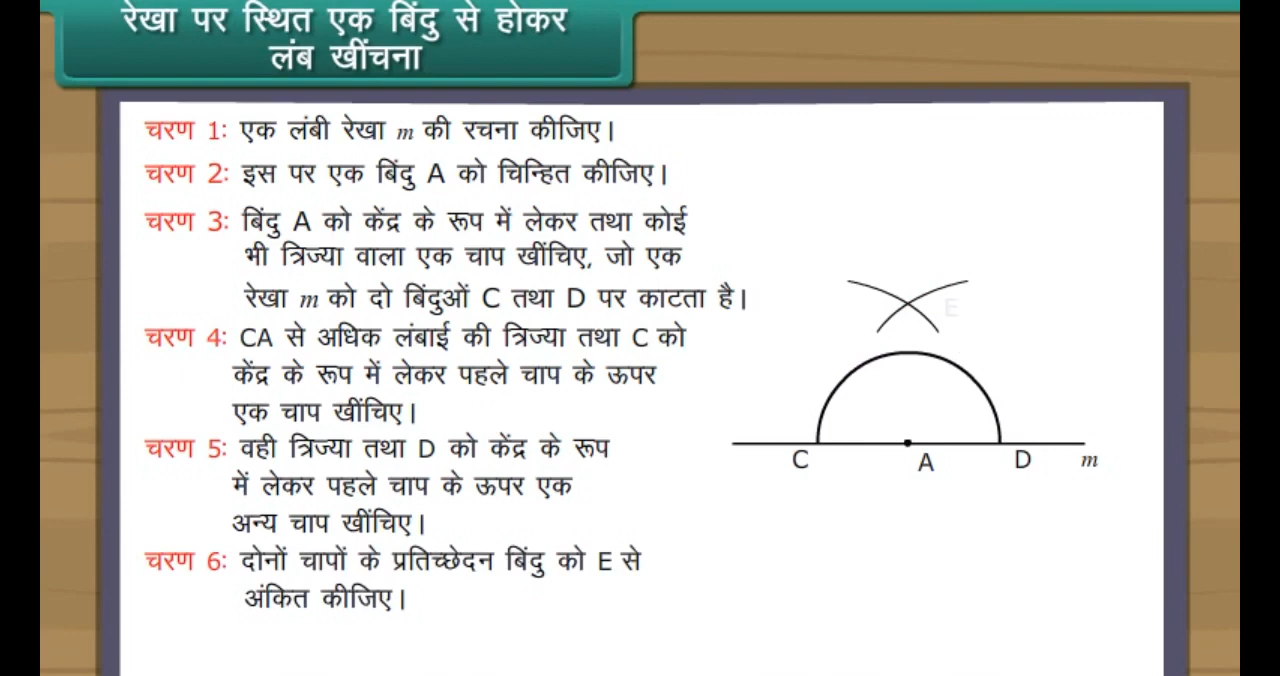 रेखा पर स्थित एक बिंदु से होकर
लंब खींचना
चरण 1: एक लंबी रेखा m की रचना कीजिए।
चरण 2: इस पर एक बिंदु A को चिन्हित कीजिए।
चरण 3: बिंदु A को केंद्र के रूप में लेकर तथा कोई
भी त्रिज्या वाला एक चाप खींचिए, जो एक
रेखा m को दो बिंदुओं C तथा D पर काटता है।
चरण 4: CA से अधिक लंबाई की त्रिज्या तथा C को
केंद्र के रूप में लेकर पहले चाप के ऊपर
एक चाप खींचिए।
चरण 5: वही त्रिज्या तथा D को केंद्र के रूप
में लेकर पहले चाप के ऊपर एक
अन्य चाप खींचिए।
चरण 6: दोनों चापों के प्रतिच्छेदन बिंदु को E से
अंकित कीजिए।
E
C A D m